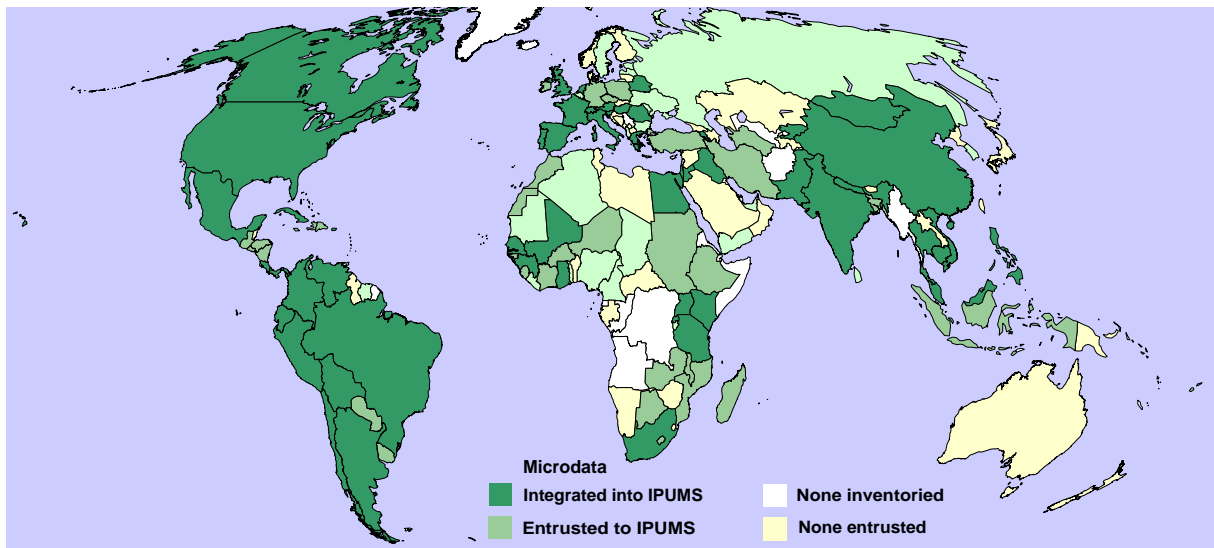 Microdata
Integrated into IPUMS
None inventoried
Entrusted to IPUMS
None entrusted